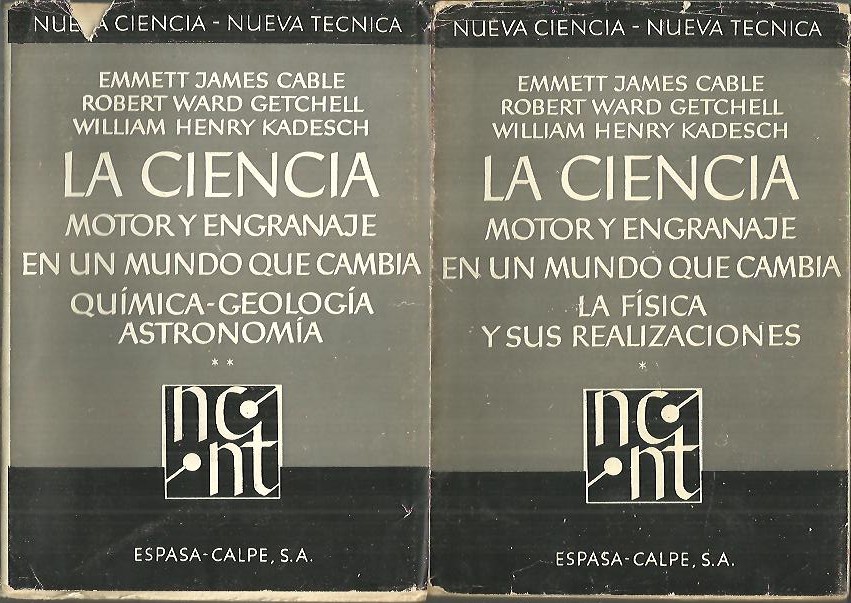 NUEVA CIENCIA - NUEVA TECNICA
EMMETT JAMES CABLE
ROBERT WARD GETCHELL
WILLIAM HENRY KADESCH
LA CIENCIA
MOTOR Y ENGRANAJE
EN UN MUNDO QUE CAMBIA
QUÍMICA-GEOLOGÍA
ASTRONOMÍA
**
nc
nt
ESPASA-CALPE, S.A.
NUEVA CIENCIA - NUEVA TECNICA
EMMETT JAMES CABLE
ROBERT WARD GETCHELL
WILLIAM HENRY KADESCH
LA CIENCIA
MOTOR Y ENGRANAJE
EN UN MUNDO QUE CAMBIA
LA FÍSICA
Y SUS REALIZACIONES
*
nc
nt
ESPASA-CALPE, S.A.